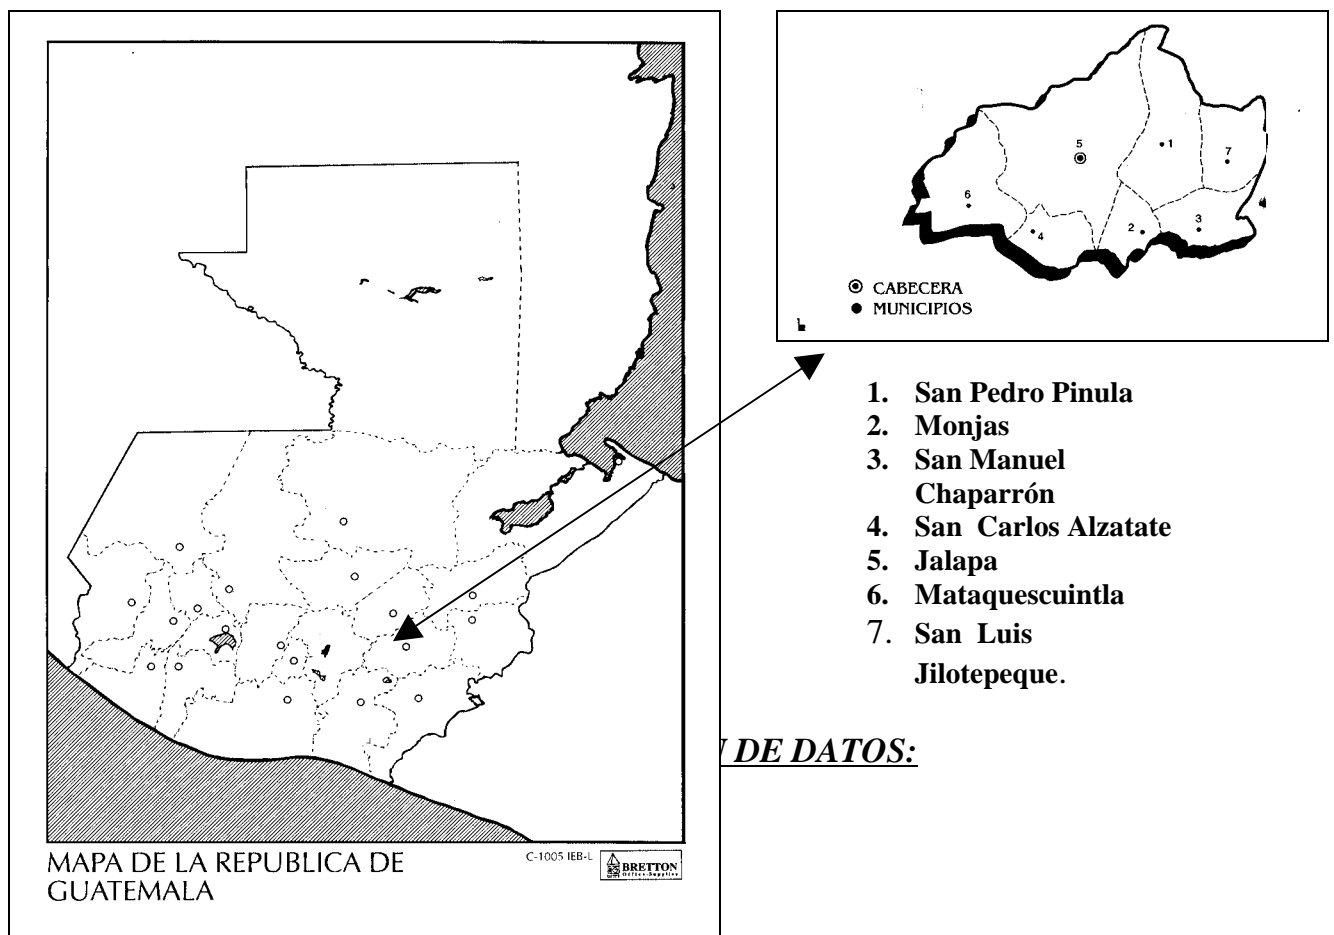 5
1
7
6
4
2
3
CABECERA
MUNICIPIOS
1. San Pedro Pinula
2. Monjas
3. San Manuel
Chaparrón
4. San Carlos Alzatate
5. Jalapa
6. Mataquescuintla
7. San Luis
Jilotepeque.
DE DATOS:
MAPA DE LA REPUBLICA DE
GUATEMALA
C-1005 IEB-L
BRETTON
Office-Supplies